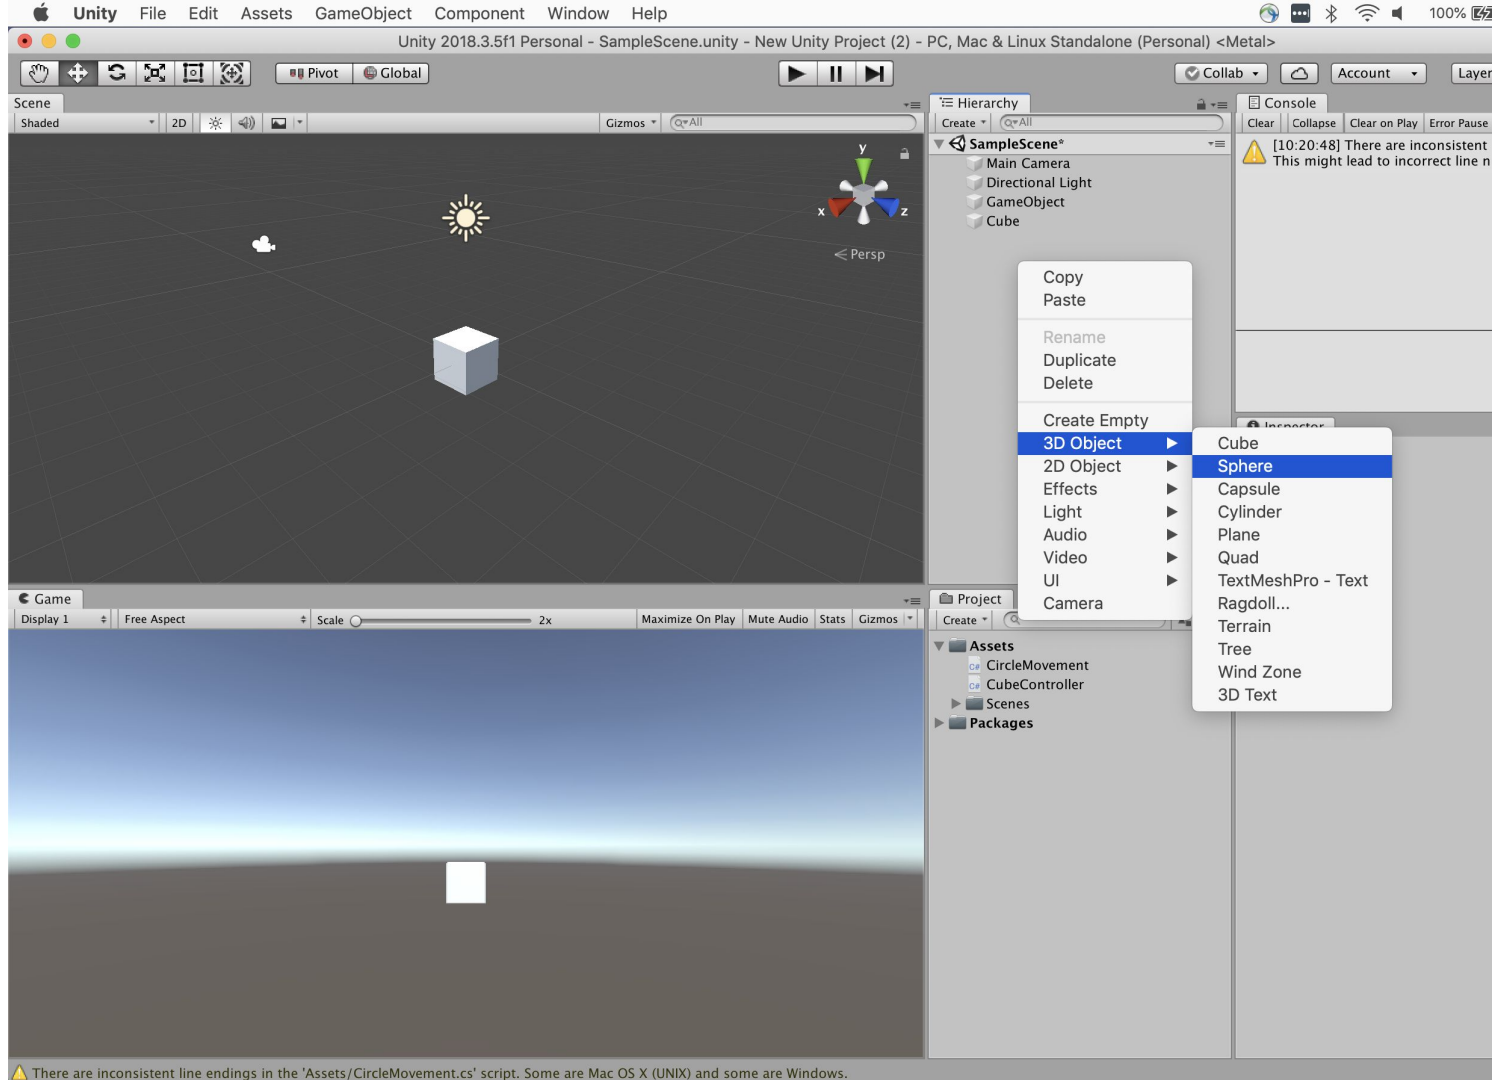 Unity File Edit Assets GameObject Component Window Help 100%
Unity 2018.3.5f1 Personal - SampleScene.unity - New Unity Project (2) - PC, Mac & Linux Standalone (Personal) <Metal>
Pivot Global Collab Account Layer
Scene
Shaded 2D Gizmos All
y
x
z
Persp
Hierarchy
Create All
SampleScene*
Main Camera
Directional Light
GameObject
Cube
Console
Clear Collapse Clear on Play Error Pause
[10:20:48] There are inconsistent
This might lead to incorrect line n
Copy
Paste
Rename
Duplicate
Delete
Create Empty
3D Object
2D Object
Effects
Light
Audio
Video
UI
Camera
Inspector
Cube
Sphere
Capsule
Cylinder
Plane
Quad
TextMeshPro - Text
Ragdoll...
Terrain
Tree
Wind Zone
3D Text
Game
Display 1 Free Aspect Scale 2x Maximize On Play Mute Audio Stats Gizmos
Project
Create
Assets
C# CircleMovement
C# CubeController
Scenes
Packages
There are inconsistent line endings in the 'Assets/CircleMovement.cs' script. Some are Mac OS X (UNIX) and some are Windows.